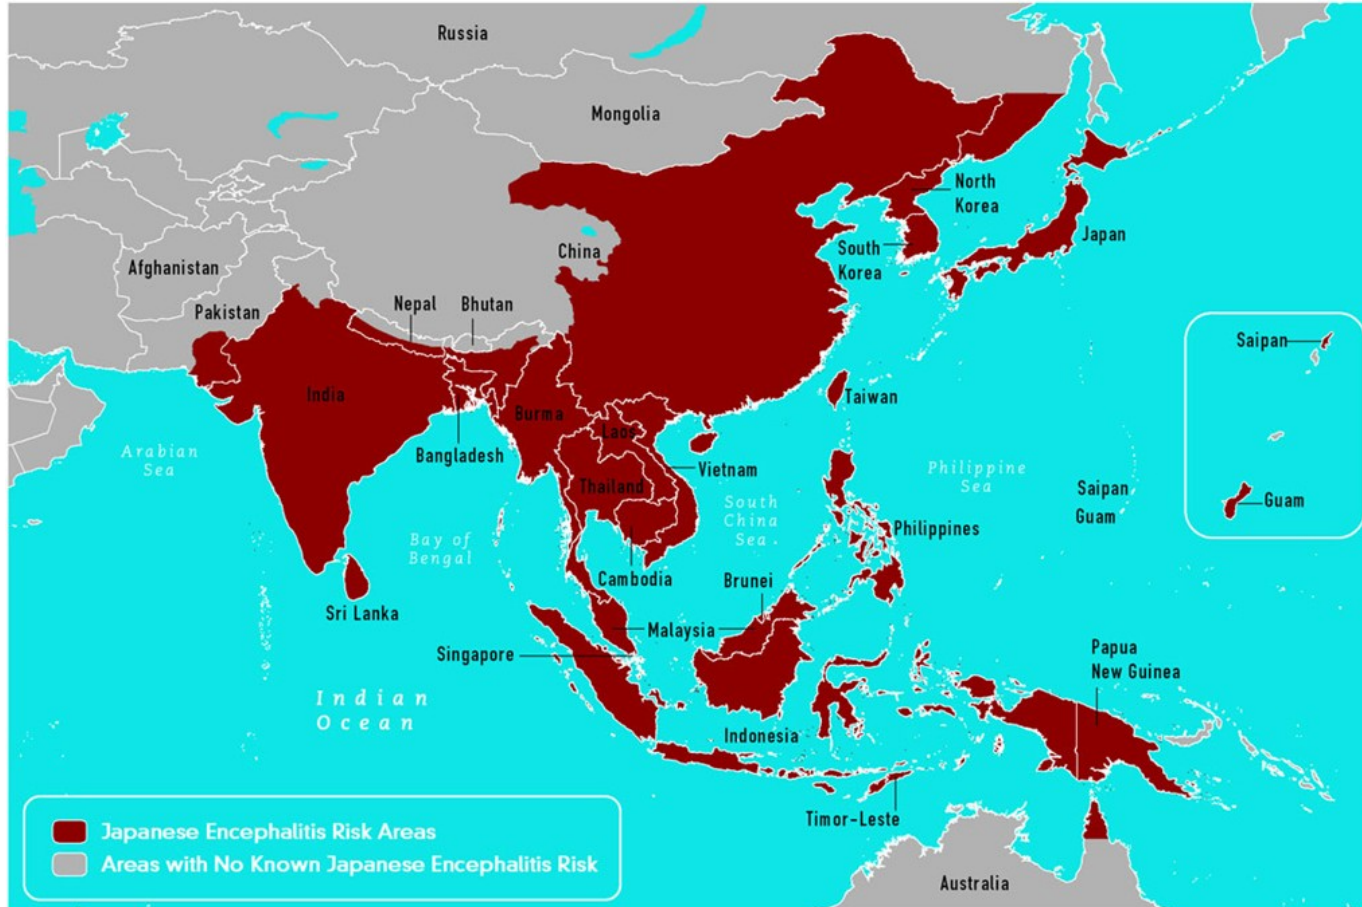 Russia
Mongolia
North
Korea
China
South
Korea
Japan
Afghanistan
Pakistan
Nepal
Bhutan
Saipan
India
Burma
Taiwan
Laos
Arabian
Sea
Bangladesh
Vietnam
Thailand
Philippine
Sea
Saipan
Guam
Guam
South
China
Sea
Philippines
Bay of
Bengal
Cambodia
Brunei
Sri Lanka
Malaysia
Singapore
Papua
New Guinea
Indian
Ocean
Indonesia
Timor-Leste
Japanese Encephalitis Risk Areas
Areas with No Known Japanese Encephalitis Risk
Australia